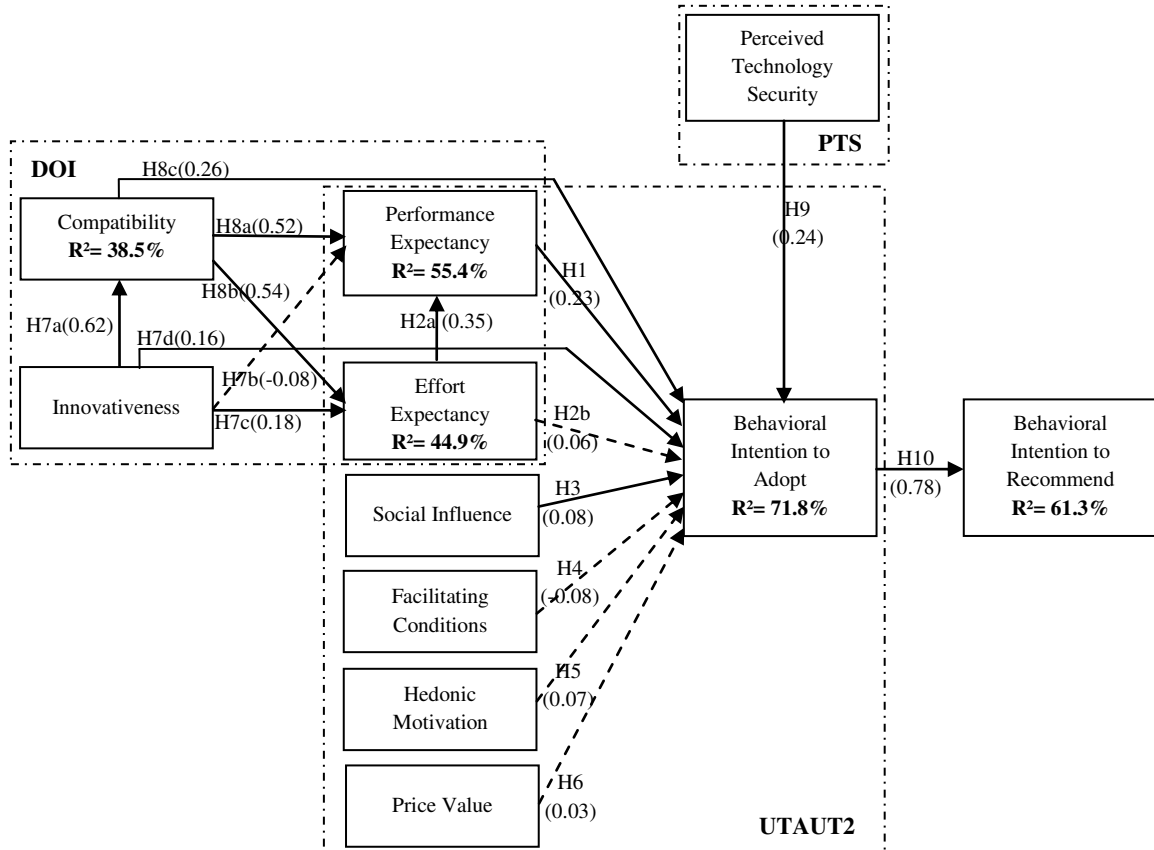 Perceived
Technology
Security
PTS
DOI
H8c(0.26)
Compatibility
R²= 38.5%
H8a(0.52)
Performance
Expectancy
R²= 55.4%
H9
(0.24)
H1
(0.23)
H8b(0.54)
H7a(0.62)
H2a (0.35)
H7d(0.16)
Innovativeness
H7b(-0.08)
H7c(0.18)
Effort
Expectancy
R²= 44.9%
H2b
(0.06)
Behavioral
Intention to
Adopt
R²= 71.8%
H10
(0.78)
Behavioral
Intention to
Recommend
R²= 61.3%
Social Influence
H3
(0.08)
Facilitating
Conditions
H4
(-0.08)
Hedonic
Motivation
H5
(0.07)
Price Value
H6
(0.03)
UTAUT2